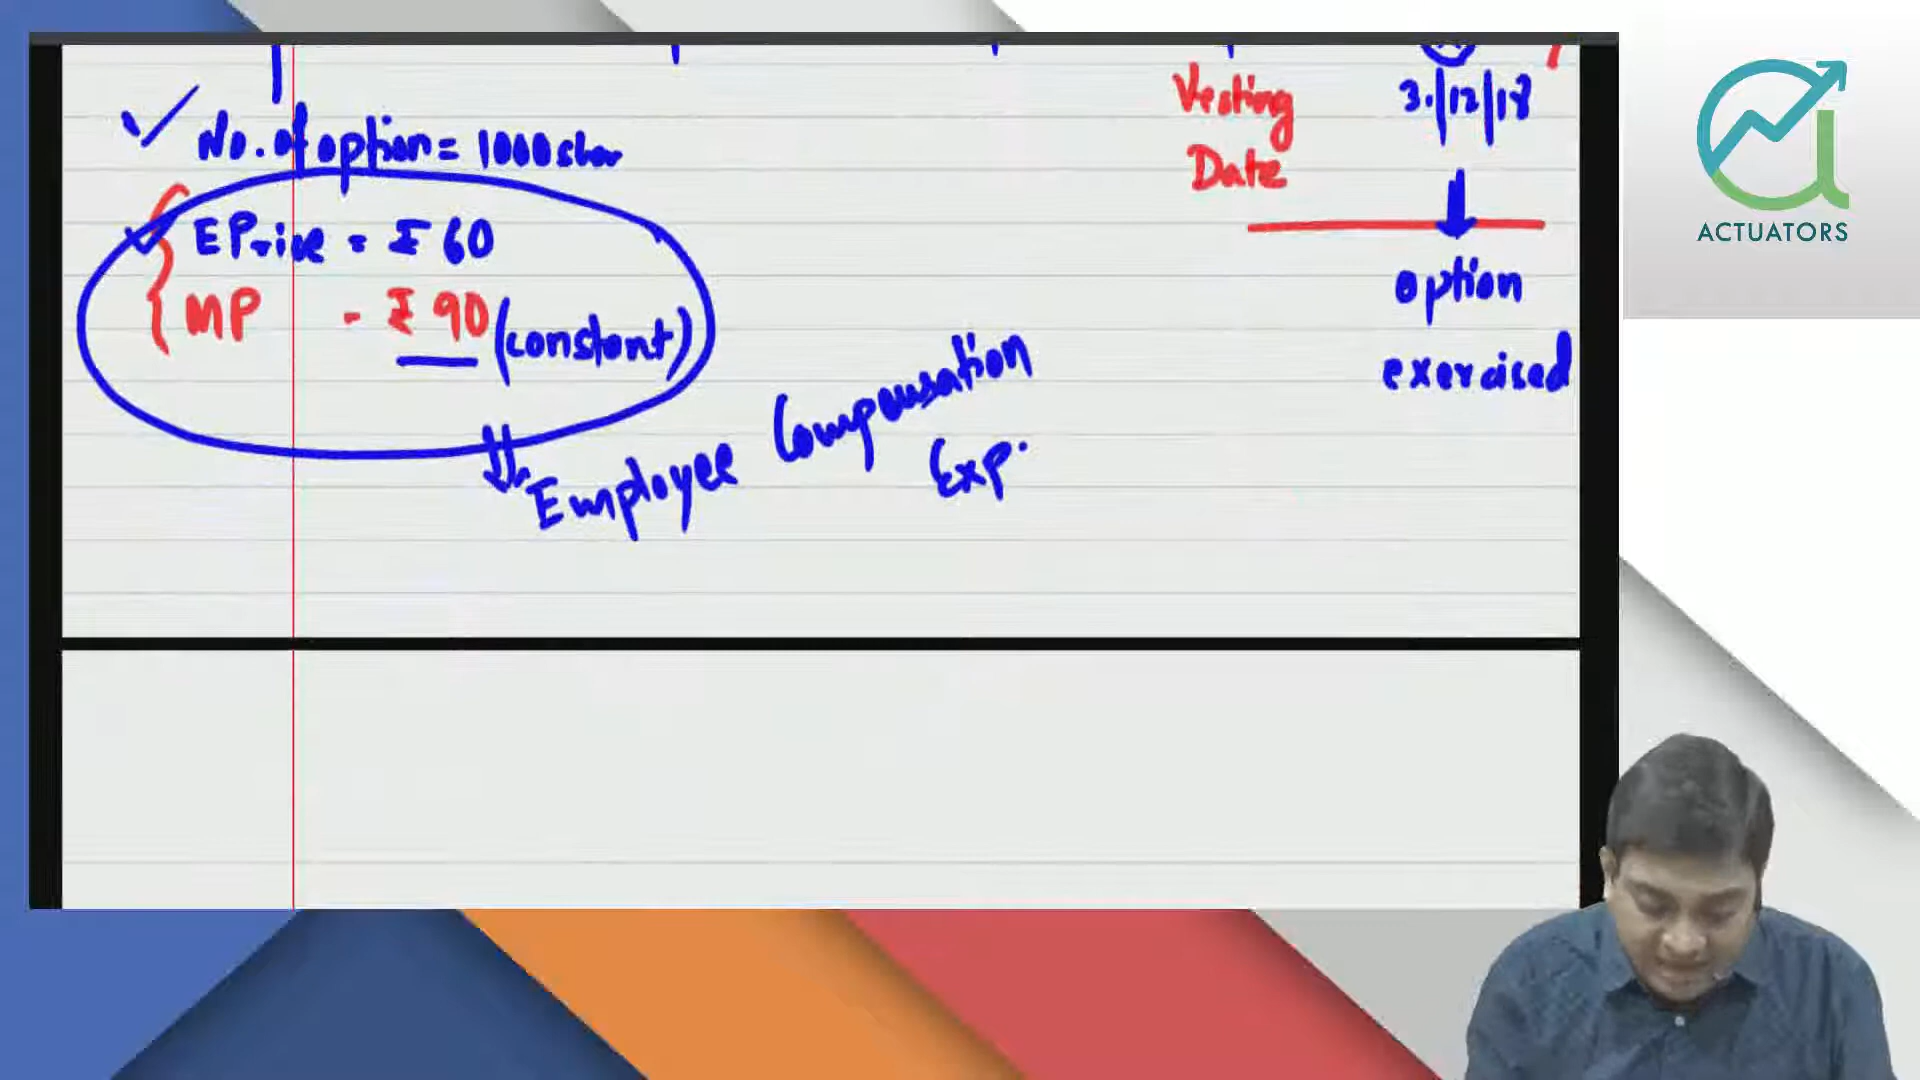 No. of option = 1000 shar
EPrice = ₹ 60
MP - ₹ 90 (constant)
Employee Compensation
Exp.
Vesting
Date
3./12/18
option
exercised
ACTUATORS